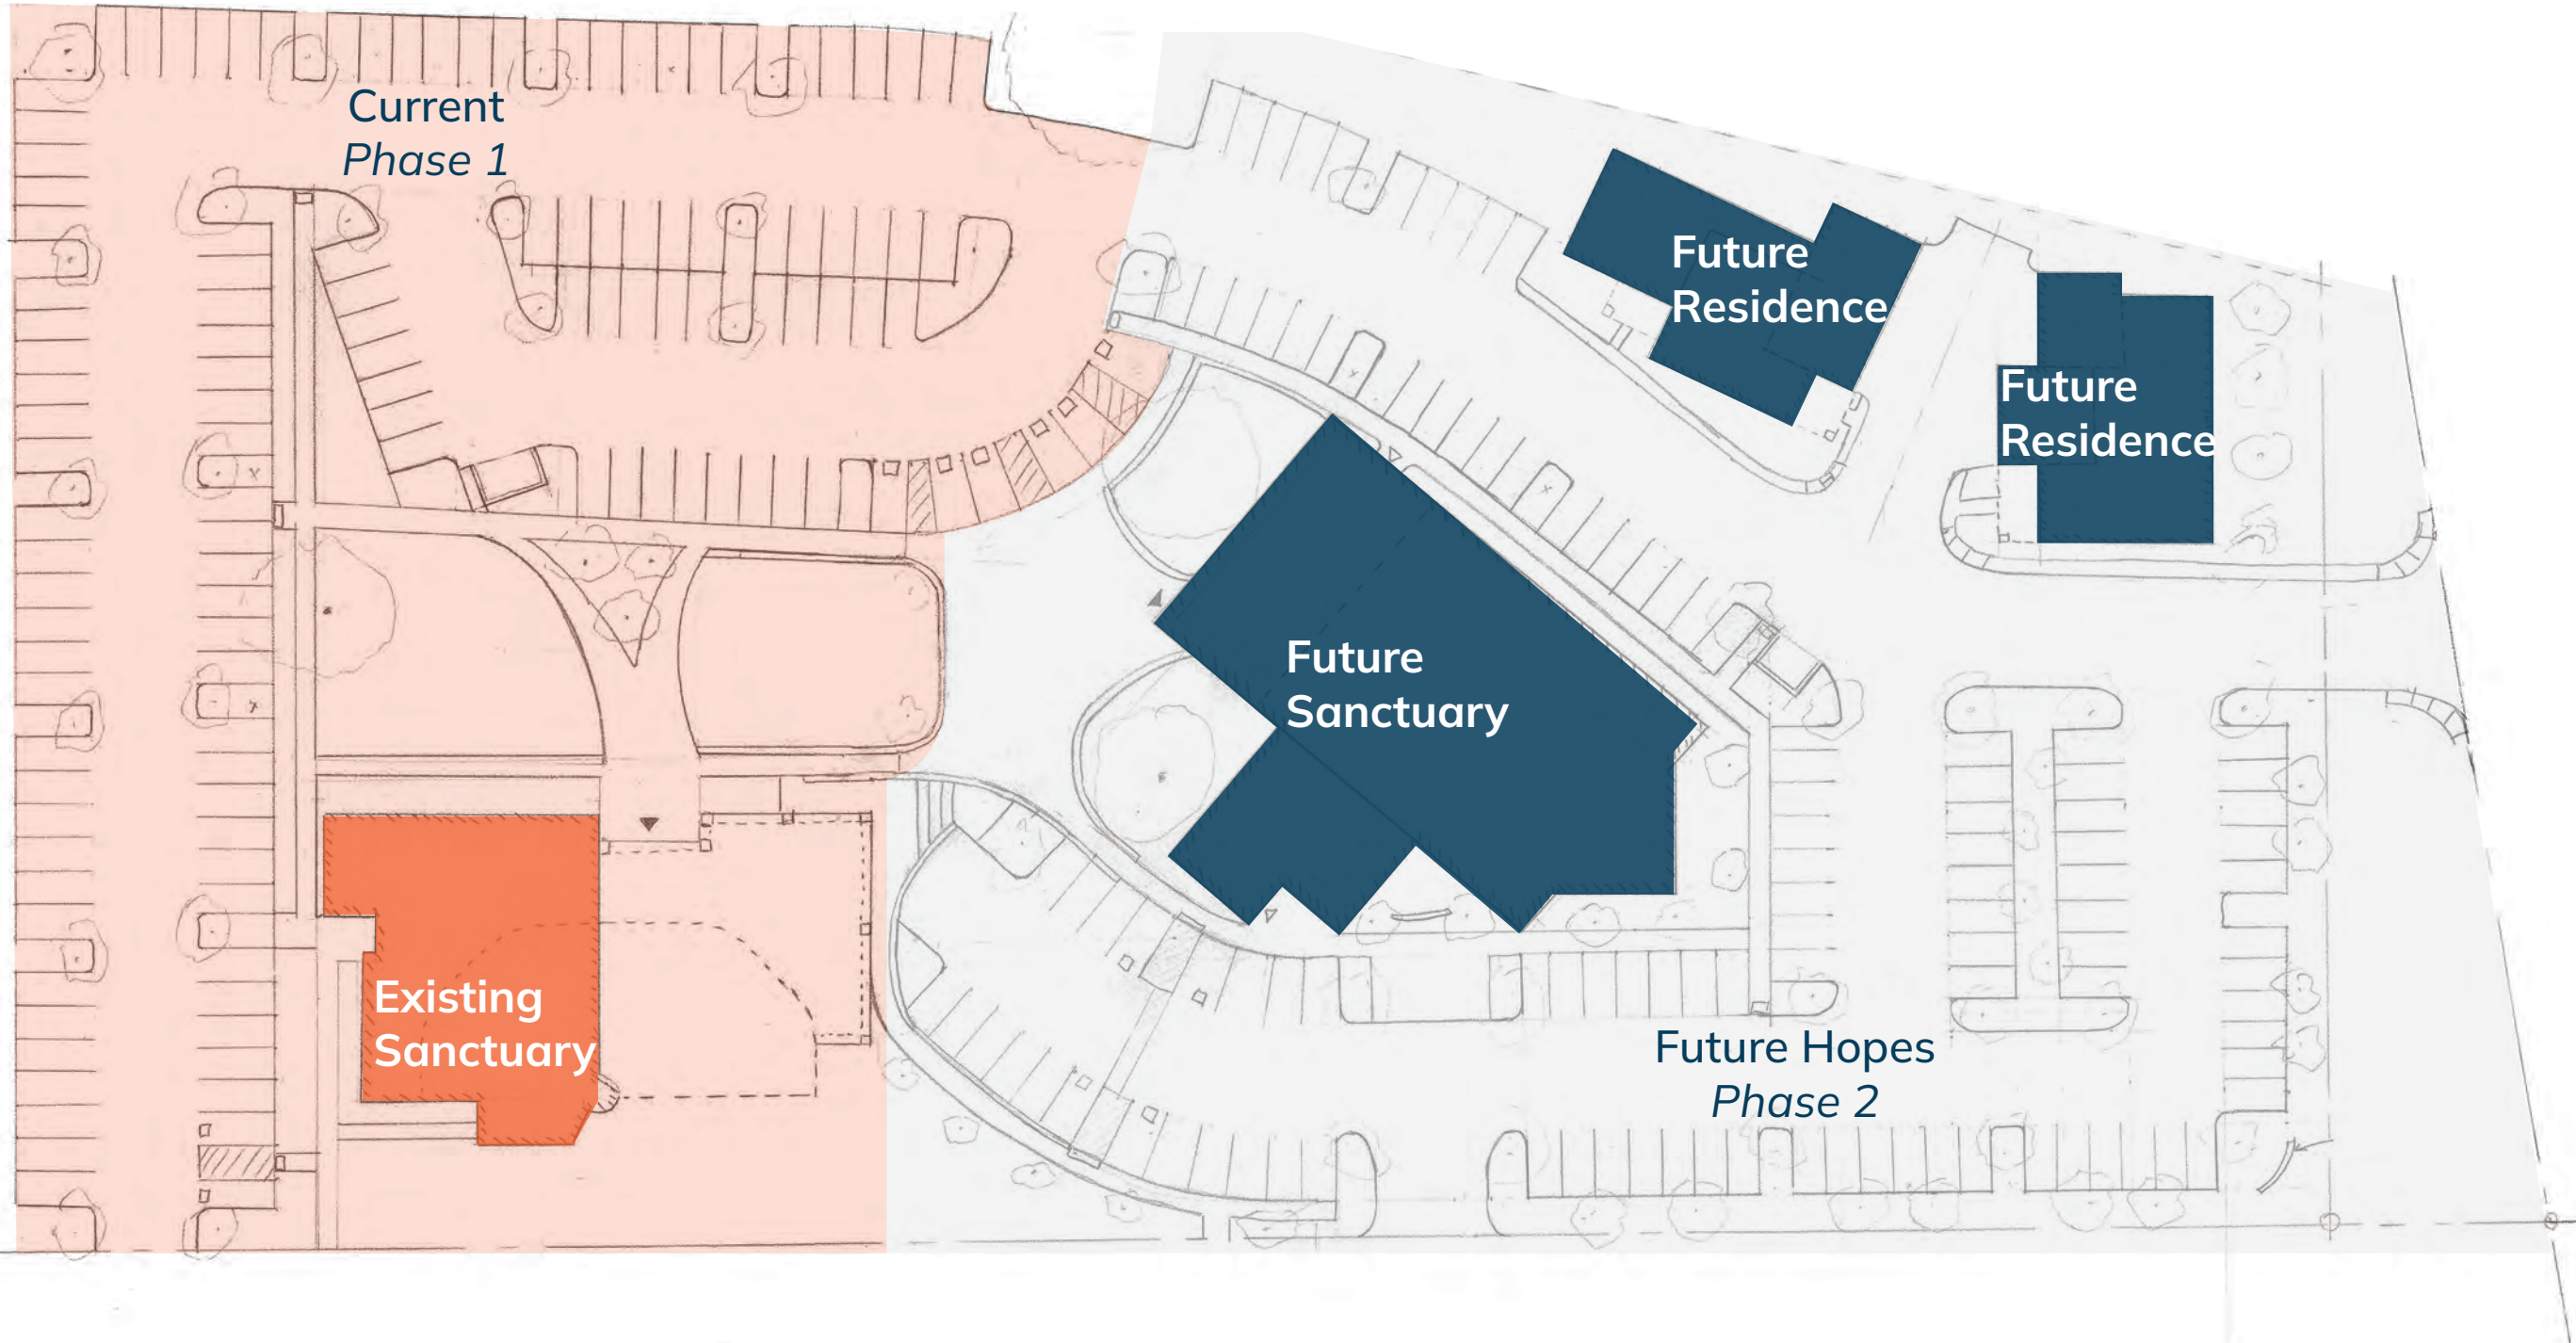 Current
Phase 1
Future
Residence
Future
Residence
Future
Sanctuary
Existing
Sanctuary
Future Hopes
Phase 2